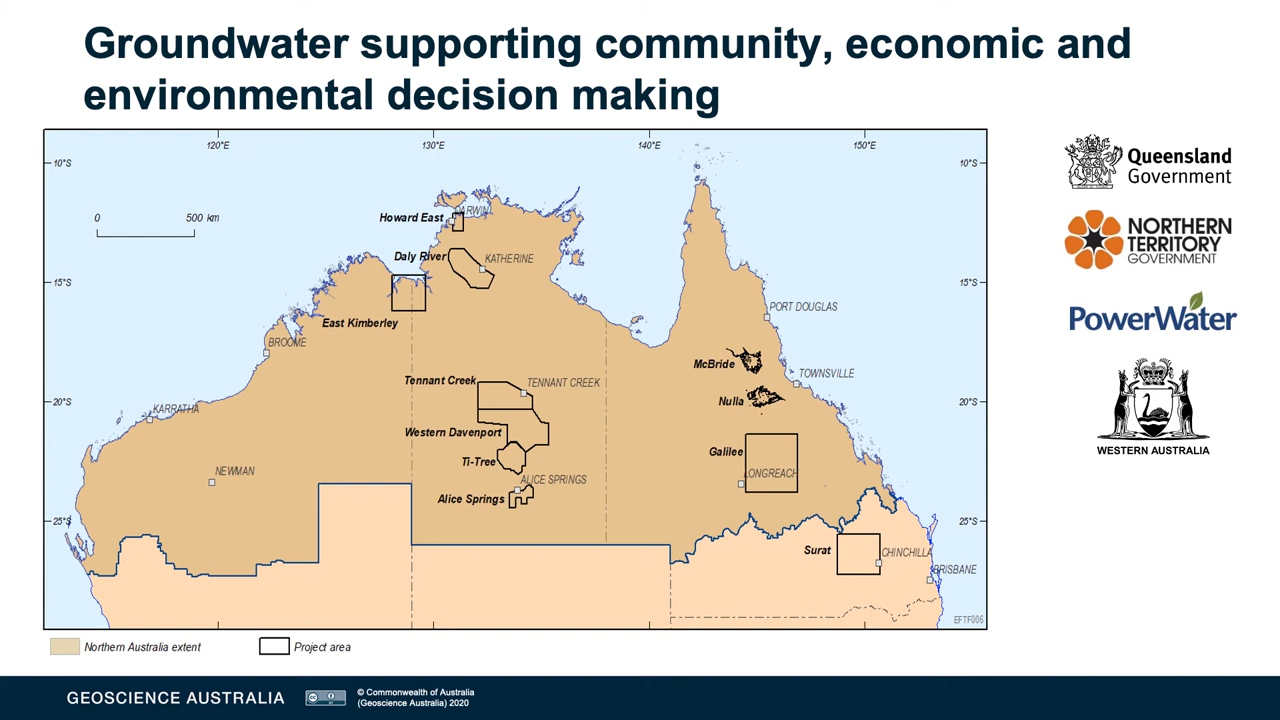 Groundwater supporting community, economic and
environmental decision making
120°E 130°E 140°E 150°E
10°S 10°S
0 500 km
Howard East
DARWIN
Daly River
KATHERINE
15°S 15°S
East Kimberley
PORT DOUGLAS
BROOME
McBride
TOWNSVILLE
Tennant Creek
TENNANT CREEK
Nulla
20°S 20°S
KARRATHA
Western Davenport
Galilee
Ti-Tree
NEWMAN
LONGREACH
ALICE SPRINGS
Alice Springs
25°S 25°S
Surat
CHINCHILLA
BRISBANE
EFTF006
Northern Australia extent
Project area
Queensland
Government
NORTHERN
TERRITORY
GOVERNMENT
PowerWater
WESTERN AUSTRALIA
GEOSCIENCE AUSTRALIA
© Commonwealth of Australia
(Geoscience Australia) 2020